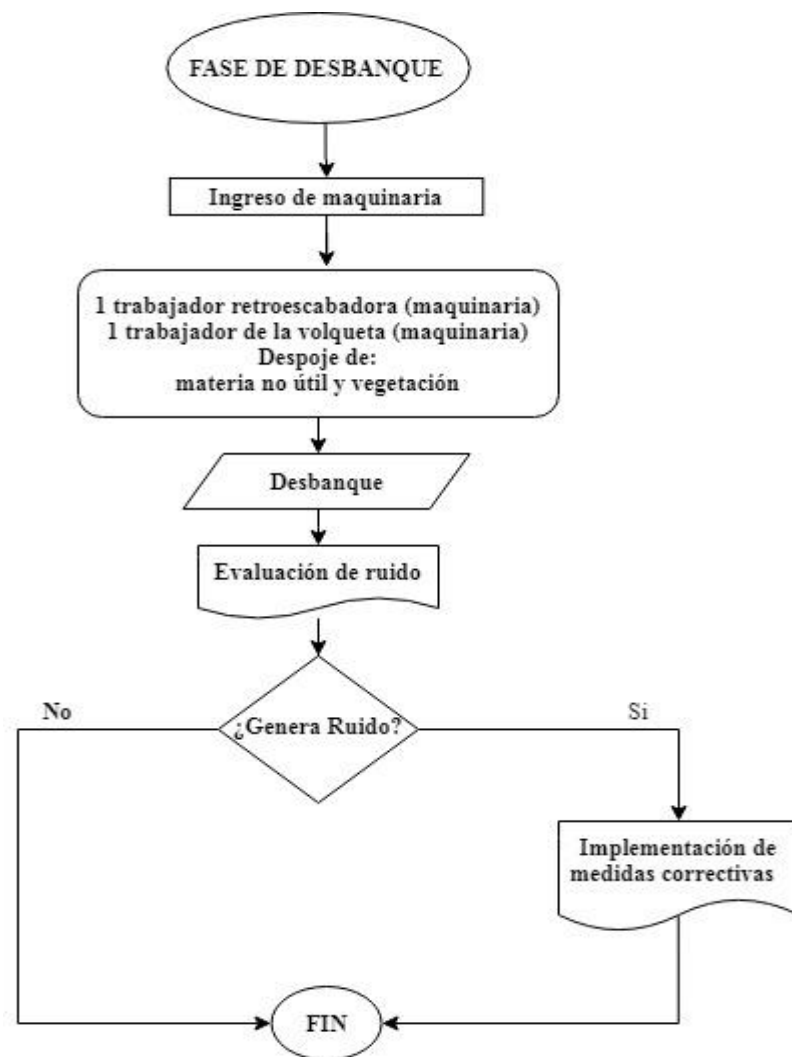 FASE DE DESBANQUE
Ingreso de maquinaria
1 trabajador retroescabadora (maquinaria)
1 trabajador de la volqueta (maquinaria)
Despoje de:
materia no útil y vegetación
Desbanque
Evaluación de ruido
¿Genera Ruido?
No
Si
Implementación de
medidas correctivas
FIN